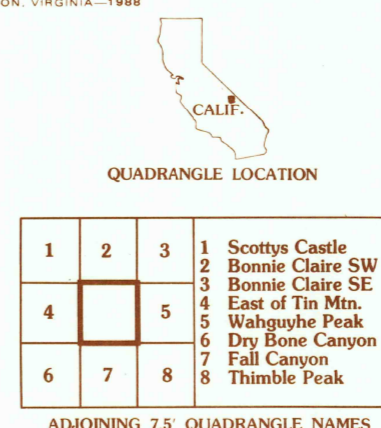 ON, VIRGINIA—1988
CALIF.
QUADRANGLE LOCATION
1 2 3
4 5
6 7 8
1 Scottys Castle
2 Bonnie Claire SW
3 Bonnie Claire SE
4 East of Tin Mtn.
5 Wahguyhe Peak
6 Dry Bone Canyon
7 Fall Canyon
8 Thimble Peak
ADJOINING 7.5' QUADRANGLE NAMES